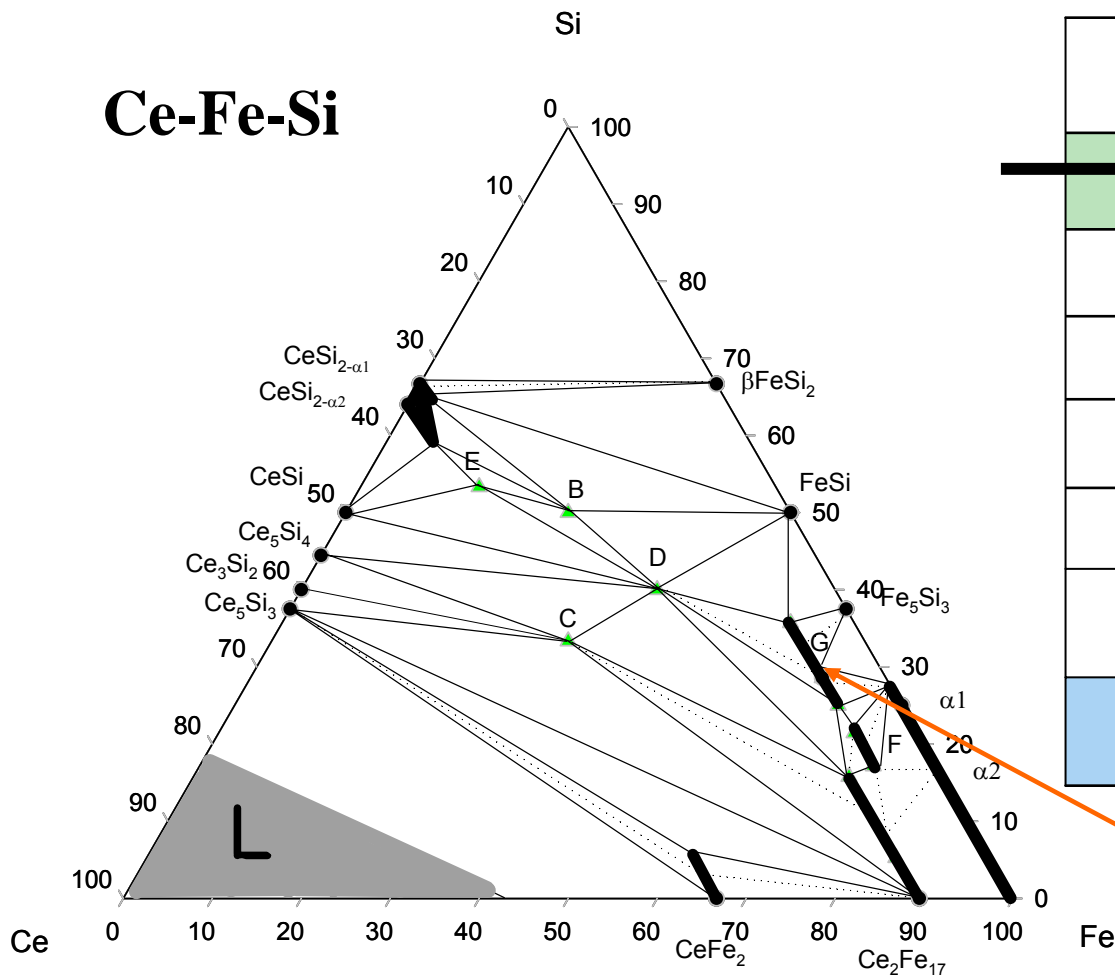 Si
Ce-Fe-Si
0
100
10
90
20
80
30
70
CeSi2-α1
βFeSi2
CeSi2-α2
40
60
E
B
CeSi
50
FeSi
50
Ce5Si4
D
Ce3Si2
60
40
Fe5Si3
Ce5Si3
C
G
70
30
α1
80
F
20
α2
90
L
10
100
0
Ce
0
10
20
30
40
50
60
70
80
90
100
Fe
CeFe2
Ce2Fe17